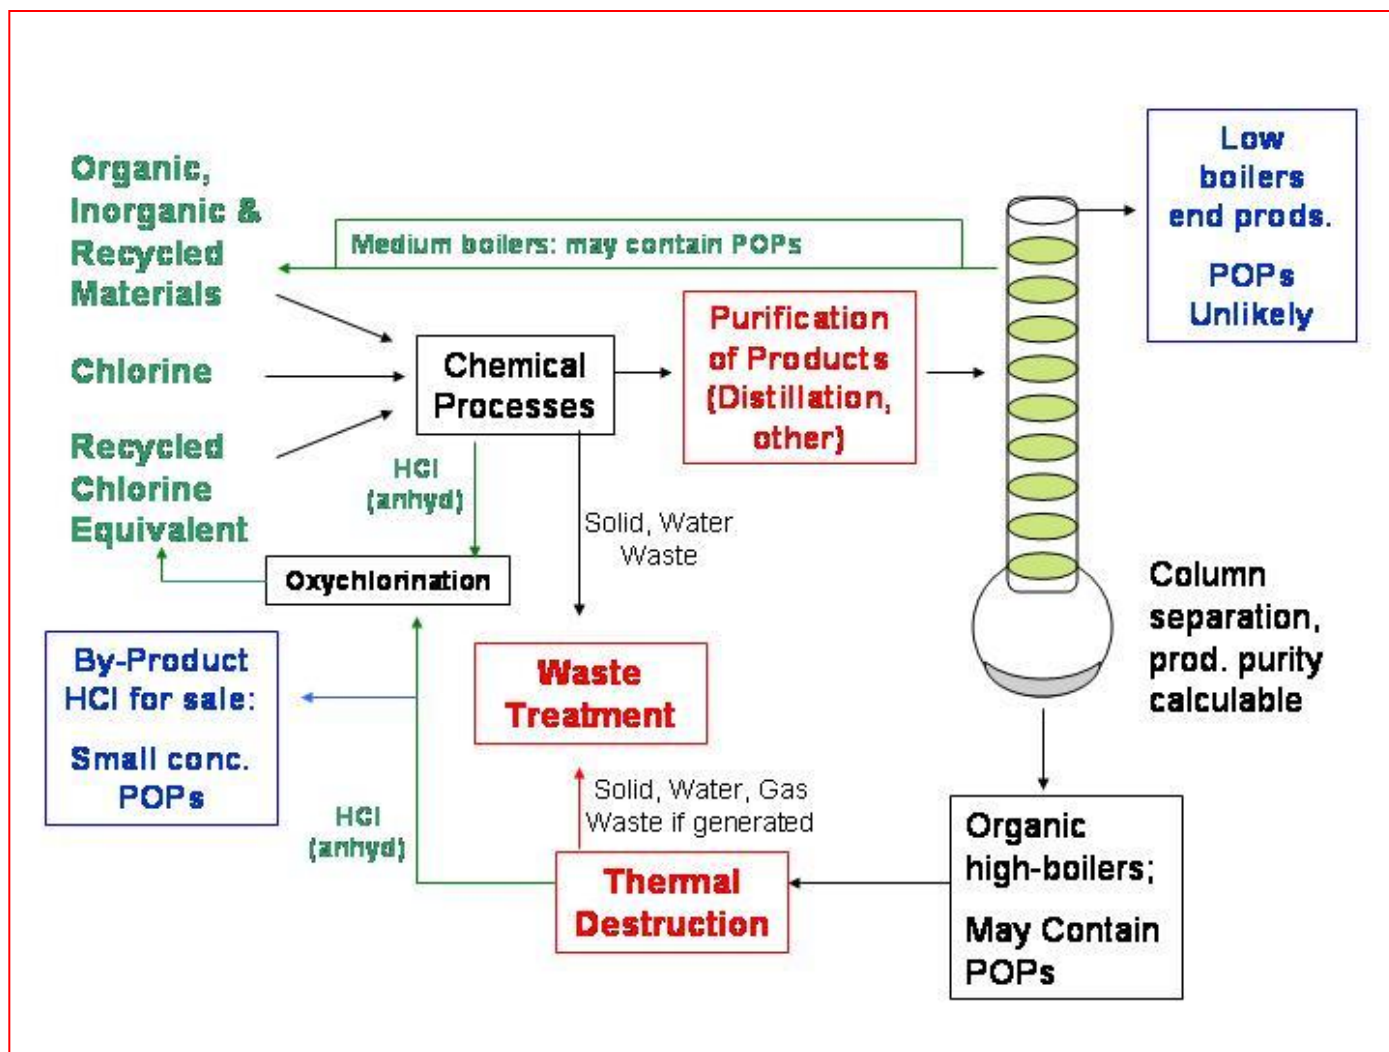 Organic,
Inorganic &
Recycled
Materials
Chlorine
Recycled
Chlorine
Equivalent
Medium boilers: may contain POPs
Chemical
Processes
Purification
of Products
(Distillation,
other)
Low
boilers
end prods.
POPs
Unlikely
HCl
(anhyd)
Solid, Water
Waste
Oxychlorination
Column
separation,
prod. purity
calculable
By-Product
HCl for sale:
Small conc.
POPs
Waste
Treatment
HCl
(anhyd)
Solid, Water, Gas
Waste if generated
Thermal
Destruction
Organic
high-boilers;
May Contain
POPs